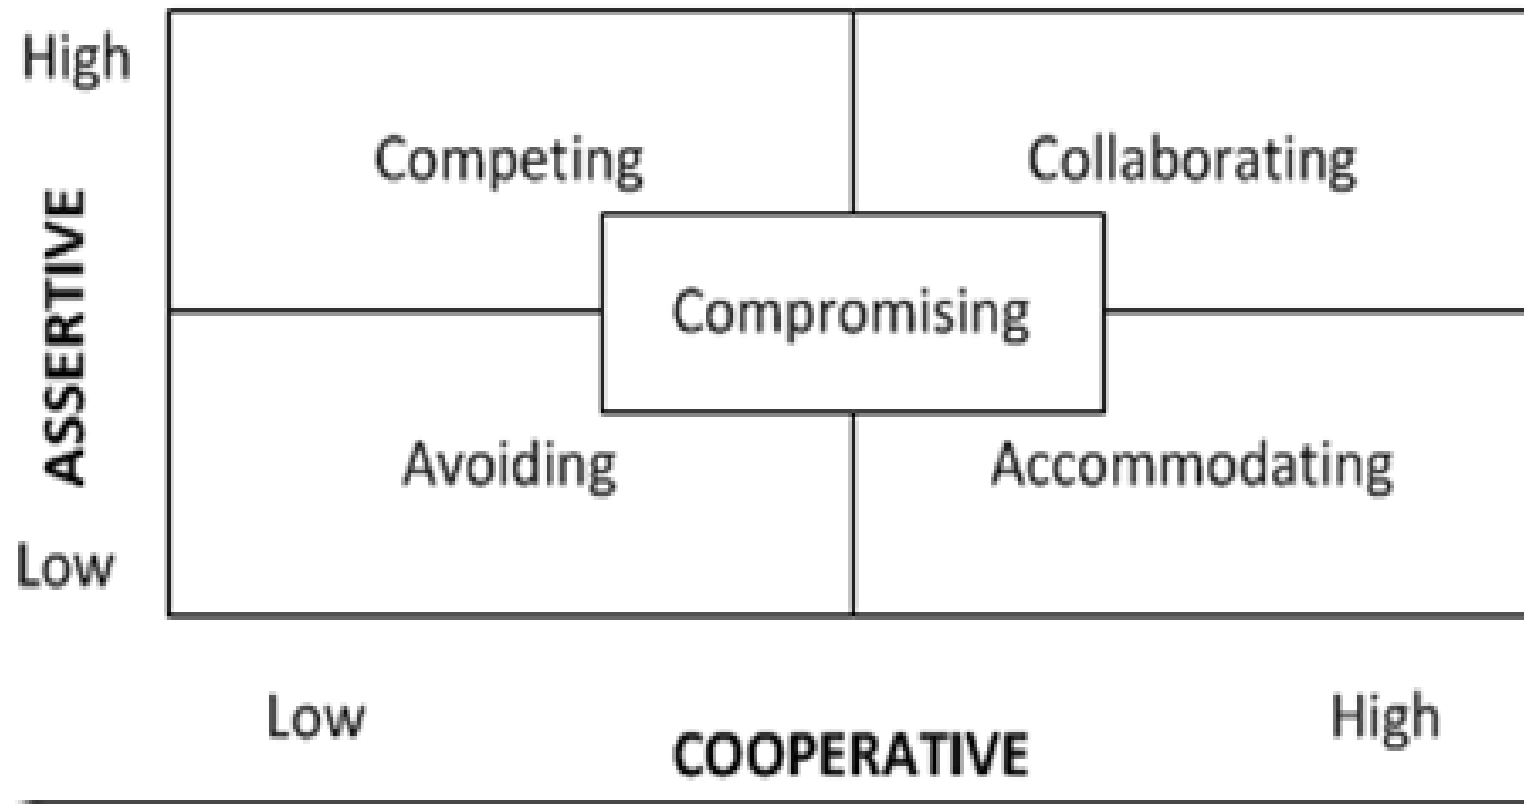 High
Competing
Collaborating
ASSERTIVE
Compromising
Avoiding
Accommodating
Low
Low
High
COOPERATIVE